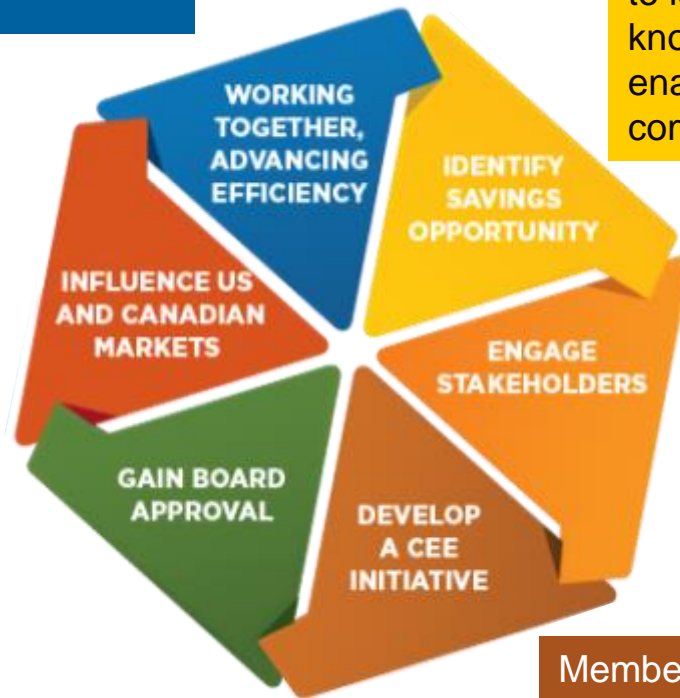 WORKING
TOGETHER,
ADVANCING
EFFICIENCY
IDENTIFY
SAVINGS
OPPORTUNITY
ENGAGE
STAKEHOLDERS
DEVELOP
A CEE
INITIATIVE
GAIN BOARD
APPROVAL
INFLUENCE US
AND CANADIAN
MARKETS